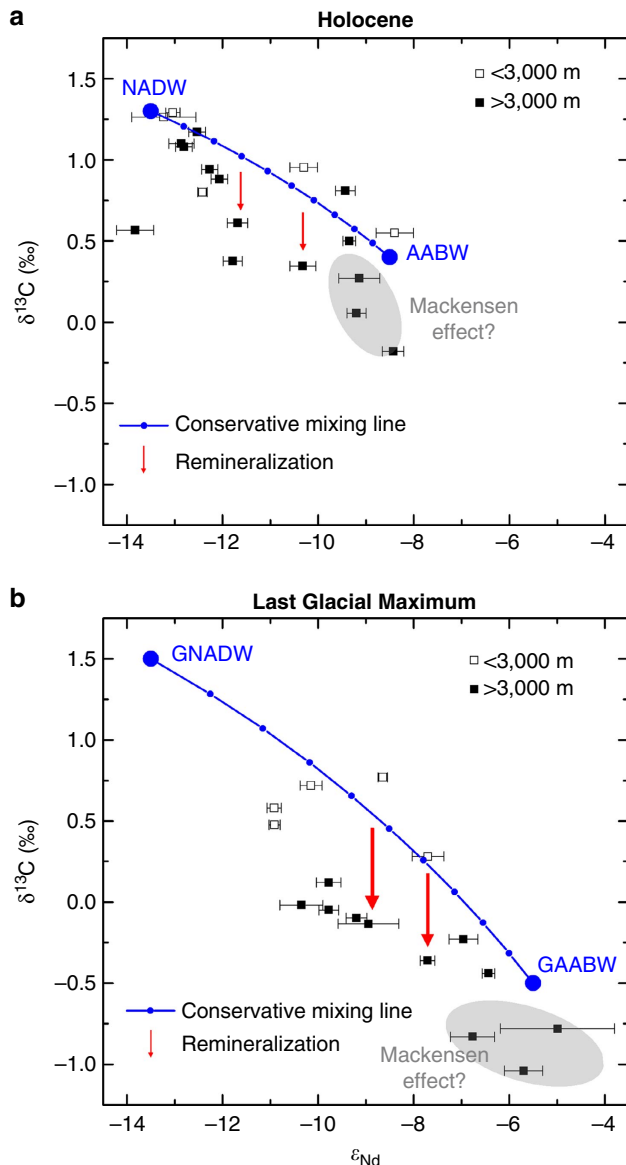 a
Holocene
NADW
<3,000 m
>3,000 m
1.5
1.0
0.5
0.0
−0.5
−1.0
δ¹³C (‰)
AABW
Mackensen
effect?
Conservative mixing line
Remineralization
−14
−12
−10
−8
−6
−4
b
Last Glacial Maximum
GNADW
<3,000 m
>3,000 m
1.5
1.0
0.5
0.0
−0.5
−1.0
δ¹³C (‰)
GAABW
Conservative mixing line
Remineralization
Mackensen
effect?
−14
−12
−10
−8
−6
−4
εNd